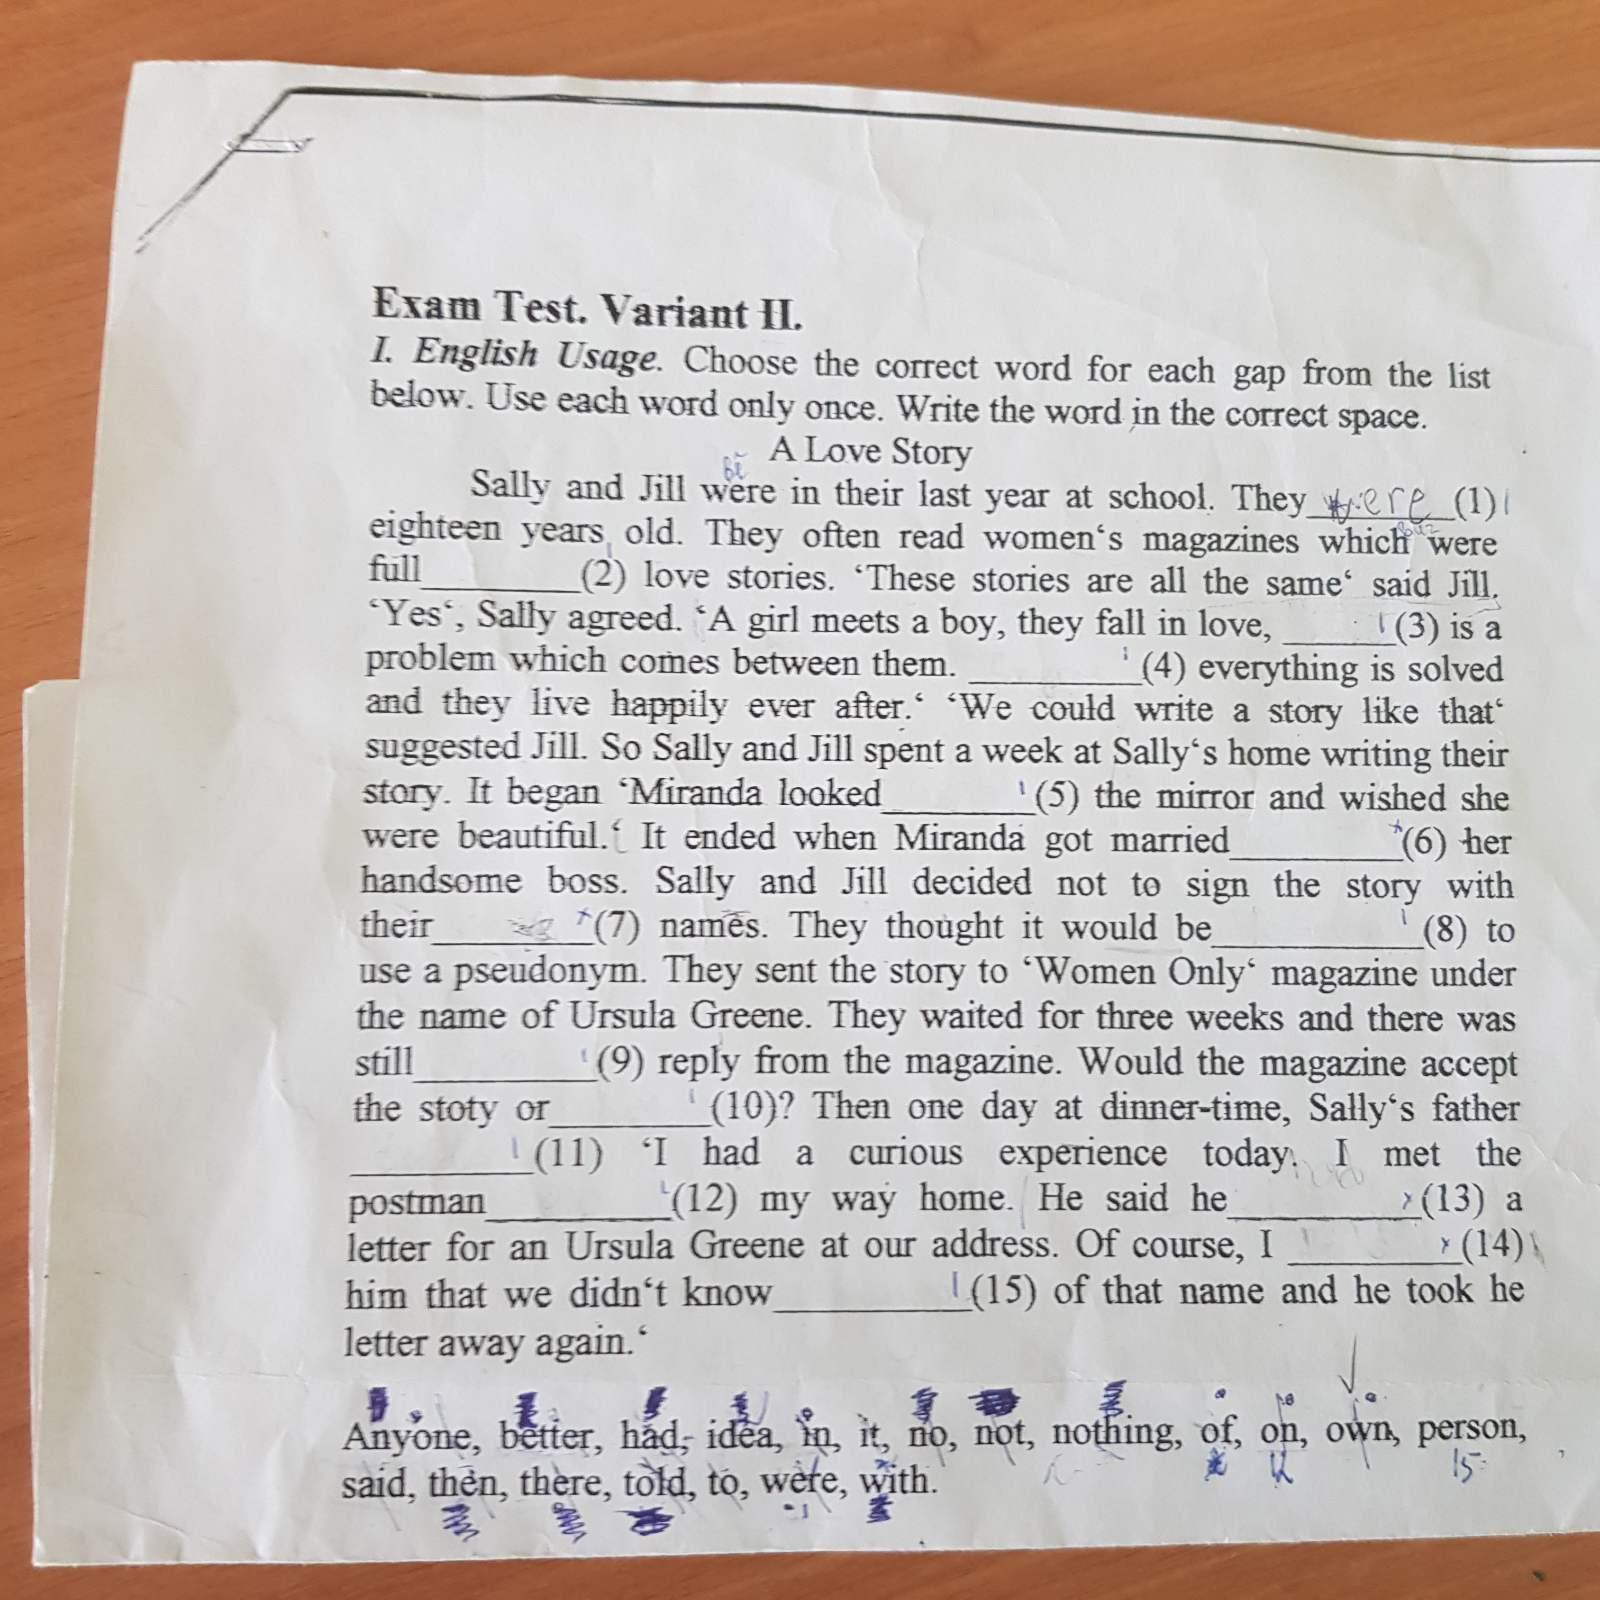 Exam Test. Variant II.
I. English Usage. Choose the correct word for each gap from the list
below. Use each word only once. Write the word in the correct space.
A Love Story
Sally and Jill were in their last year at school. They were (1)
eighteen years old. They often read women‘s magazines which were
full________(2) love stories. ‘These stories are all the same‘ said Jill.
‘Yes‘, Sally agreed. ‘A girl meets a boy, they fall in love, ______(3) is a
problem which comes between them. _________(4) everything is solved
and they live happily ever after.‘ ‘We could write a story like that‘
suggested Jill. So Sally and Jill spent a week at Sally‘s home writing their
story. It began ‘Miranda looked________(5) the mirror and wished she
were beautiful.‘ It ended when Miranda got married_________(6) her
handsome boss. Sally and Jill decided not to sign the story with
their________(7) names. They thought it would be___________(8) to
use a pseudonym. They sent the story to ‘Women Only‘ magazine under
the name of Ursula Greene. They waited for three weeks and there was
still_________(9) reply from the magazine. Would the magazine accept
the stoty or________(10)? Then one day at dinner-time, Sally‘s father
_________(11) ‘I had a curious experience today. I met the
postman_________(12) my way home. He said he_________(13) a
letter for an Ursula Greene at our address. Of course, I _________(14)
him that we didn‘t know_________(15) of that name and he took he
letter away again.‘
Anyone, better, had, idea, in, it, no, not, nothing, of, on, own, person,
15
said, then, there, told, to, were, with.